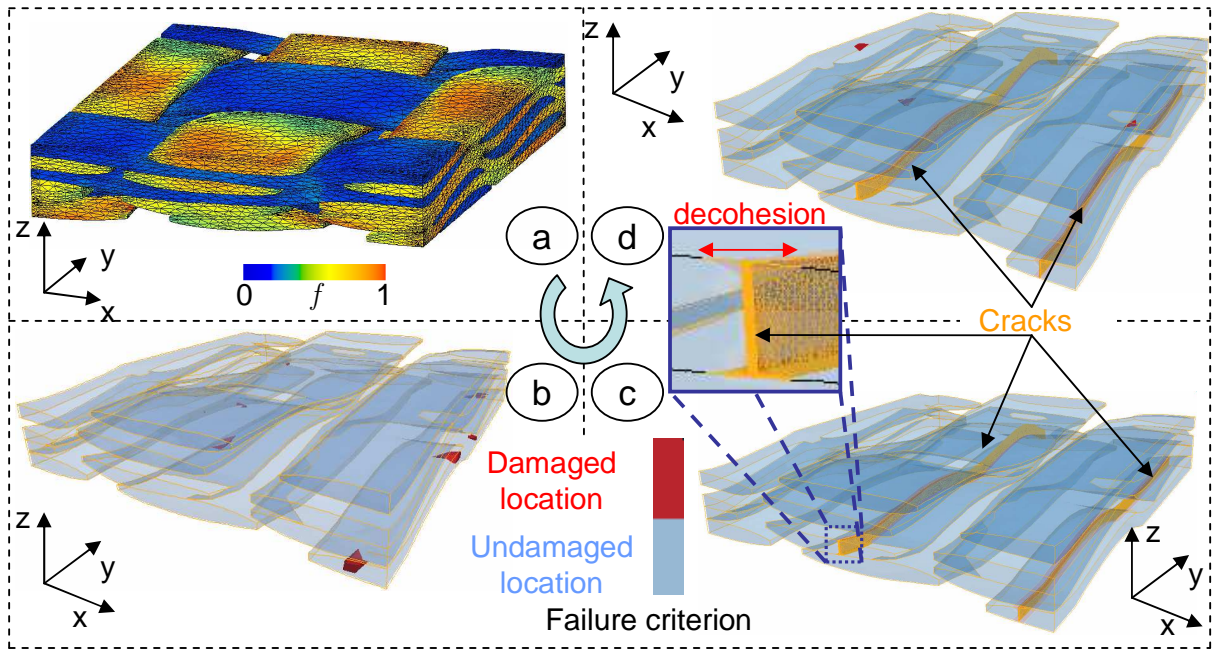 z
y
x
0
f
1
a
d
b
c
z
y
x
decohesion
Cracks
z
y
x
Damaged
location
Undamaged
location
Failure criterion
z
y
x